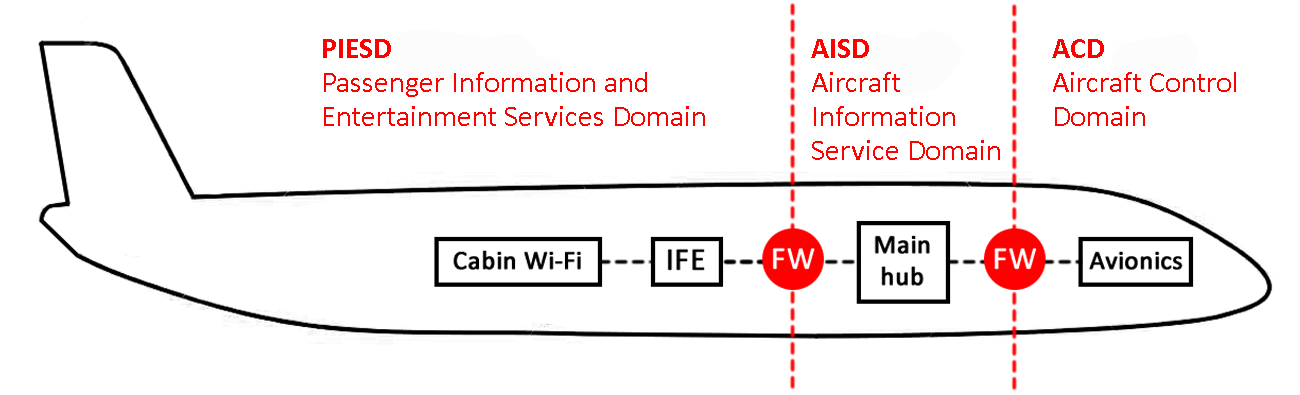 PIESD
Passenger Information and
Entertainment Services Domain
AISD
Aircraft
Information
Service Domain
ACD
Aircraft Control
Domain
Cabin Wi-Fi
IFE
FW
Main
hub
FW
Avionics